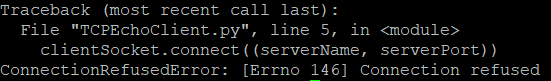 Traceback (most recent call last):
  File "TCPEchoClient.py", line 5, in <module>
    clientSocket.connect((serverName, serverPort))
ConnectionRefusedError: [Errno 146] Connection refused